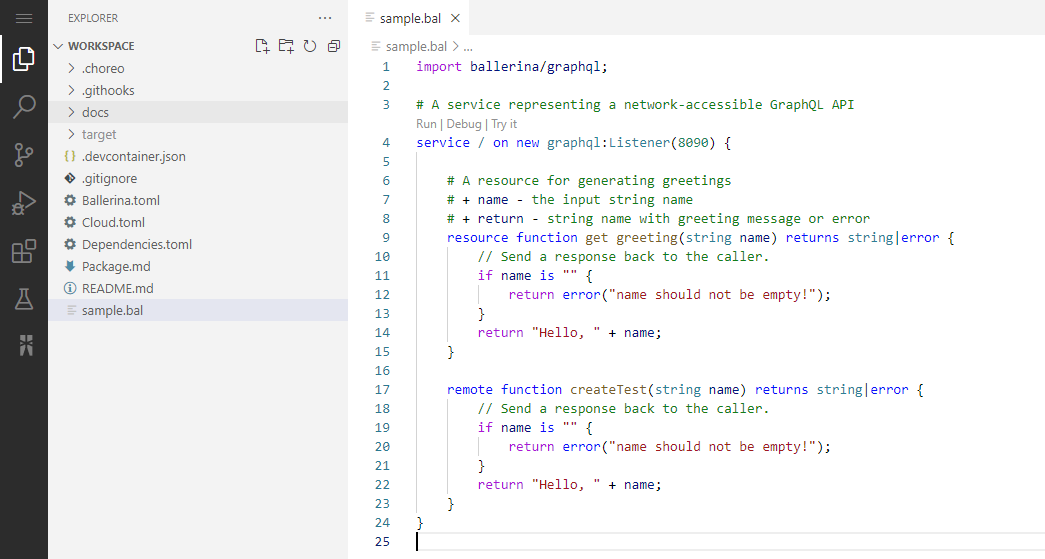 EXPLORER
WORKSPACE
.choreo
.githooks
docs
target
{} .devcontainer.json
.gitignore
Ballerina.toml
Cloud.toml
Dependencies.toml
Package.md
README.md
sample.bal
sample.bal
sample.bal > ...
1 import ballerina/graphql;
2
3 # A service representing a network-accessible GraphQL API
Run | Debug | Try it
4 service / on new graphql:Listener(8090) {
5
6     # A resource for generating greetings
7     # + name - the input string name
8     # + return - string name with greeting message or error
9     resource function get greeting(string name) returns string|error {
10         // Send a response back to the caller.
11         if name is "" {
12             return error("name should not be empty!");
13         }
14         return "Hello, " + name;
15     }
16
17     remote function createTest(string name) returns string|error {
18         // Send a response back to the caller.
19         if name is "" {
20             return error("name should not be empty!");
21         }
22         return "Hello, " + name;
23     }
24 }
25